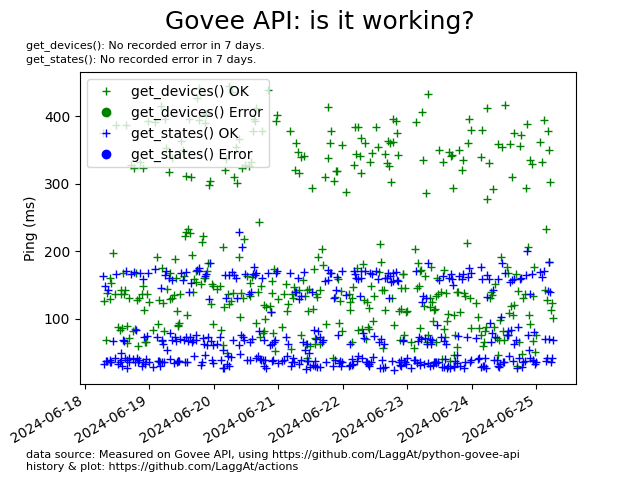 Govee API: is it working?
get_devices(): No recorded error in 7 days.
get_states(): No recorded error in 7 days.
get_devices() OK
get_devices() Error
get_states() OK
get_states() Error
Ping (ms)
400
300
200
100
2024-06-18
2024-06-19
2024-06-20
2024-06-21
2024-06-22
2024-06-23
2024-06-24
2024-06-25
data source: Measured on Govee API, using https://github.com/LaggAt/python-govee-api
history & plot: https://github.com/LaggAt/actions